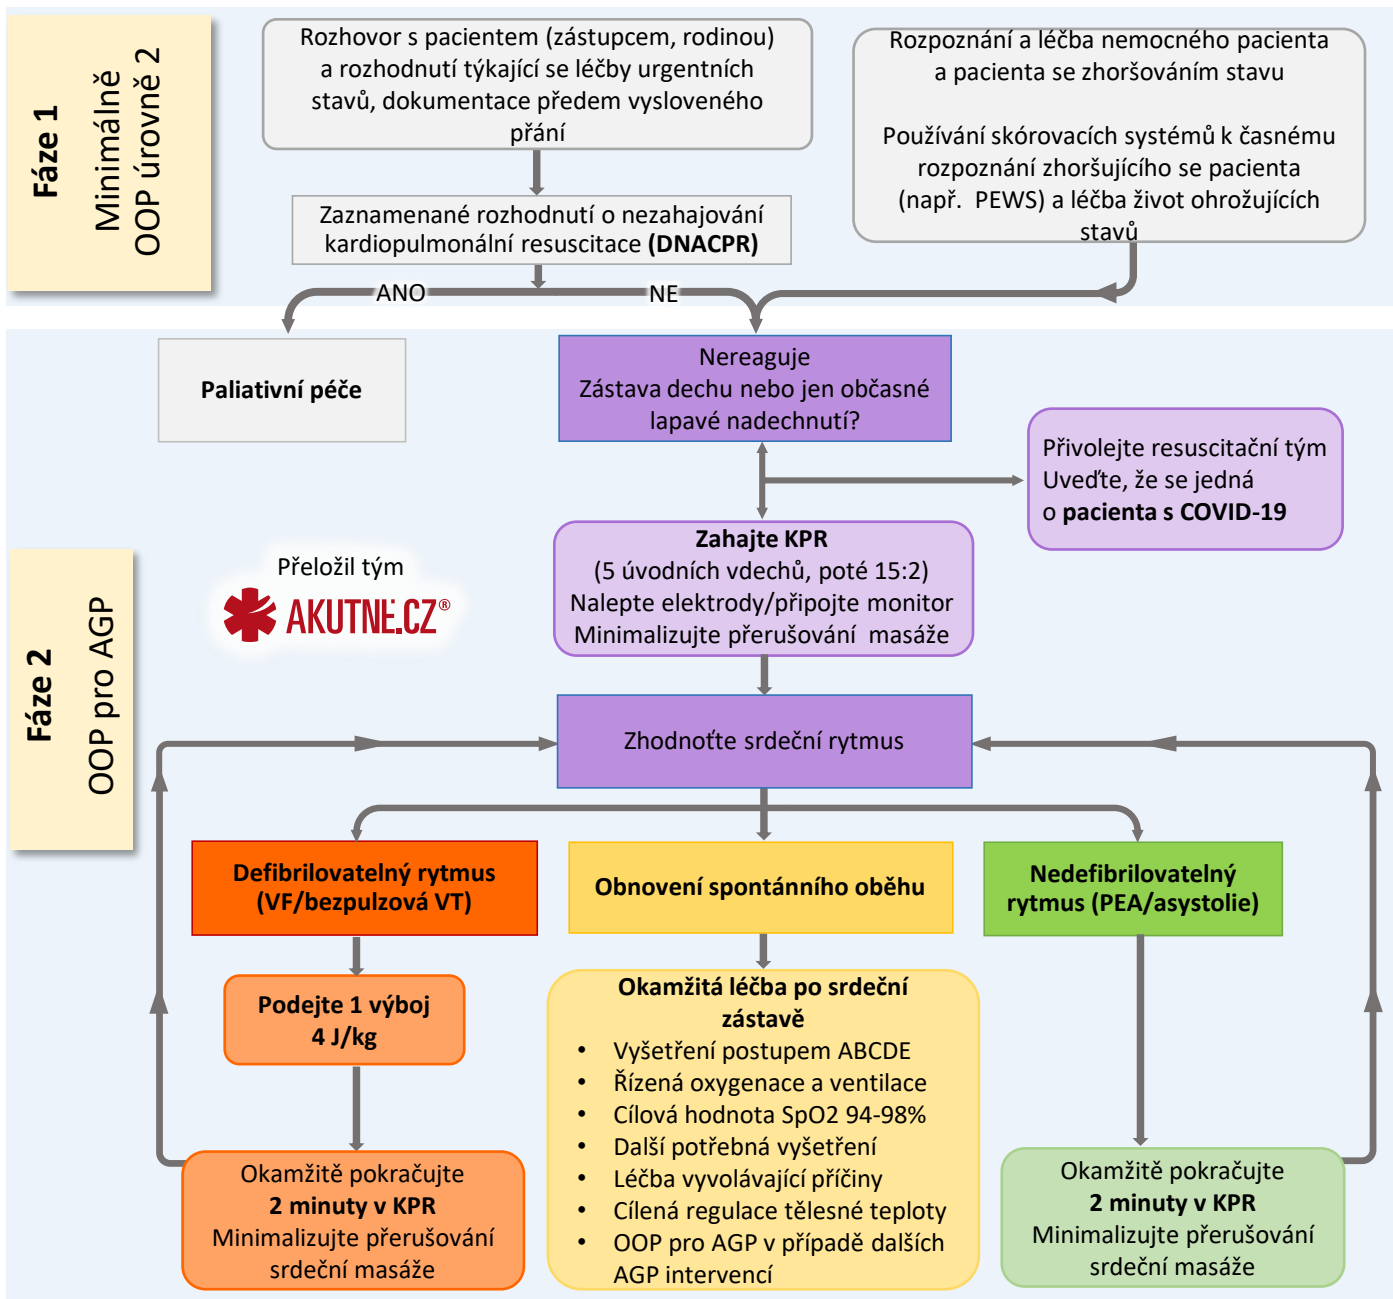 Fáze 1
Minimálně
OOP úrovně 2
Rozhovor s pacientem (zástupcem, rodinou)
a rozhodnutí týkající se léčby urgentních
stavů, dokumentace předem vysloveného
přání
Rozpoznání a léčba nemocného pacienta
a pacienta se zhoršováním stavu
Používání skórovacích systémů k časnému
rozpoznání zhoršujícího se pacienta
(např. PEWS) a léčba život ohrožujících
stavů
Zaznamenané rozhodnutí o nezahajování
kardiopulmonální resuscitace (DNACPR)
ANO
NE
Fáze 2
OOP pro AGP
Paliativní péče
Nereaguje
Zástava dechu nebo jen občasné
lapavé nadechnutí?
Přivolejte resuscitační tým
Uveďte, že se jedná
o pacienta s COVID-19
Zahajte KPR
(5 úvodních vdechů, poté 15:2)
Nalepte elektrody/připojte monitor
Minimalizujte přerušování masáže
Přeložil tým
AKUTNĚ.CZ®
Zhodnoťte srdeční rytmus
Defibrilovatelný rytmus
(VF/bezpulzová VT)
Obnovení spontánního oběhu
Nedefibrilovatelný
rytmus (PEA/asystolie)
Podejte 1 výboj
4 J/kg
Okamžitě pokračujte
2 minuty v KPR
Minimalizujte přerušování
srdeční masáže
Okamžitá léčba po srdeční
zástavě
• Vyšetření postupem ABCDE
• Řízená oxygenace a ventilace
• Cílová hodnota SpO2 94-98%
• Další potřebná vyšetření
• Léčba vyvolávající příčiny
• Cílená regulace tělesné teploty
• OOP pro AGP v případě dalších
AGP intervencí
Okamžitě pokračujte
2 minuty v KPR
Minimalizujte přerušování
srdeční masáže